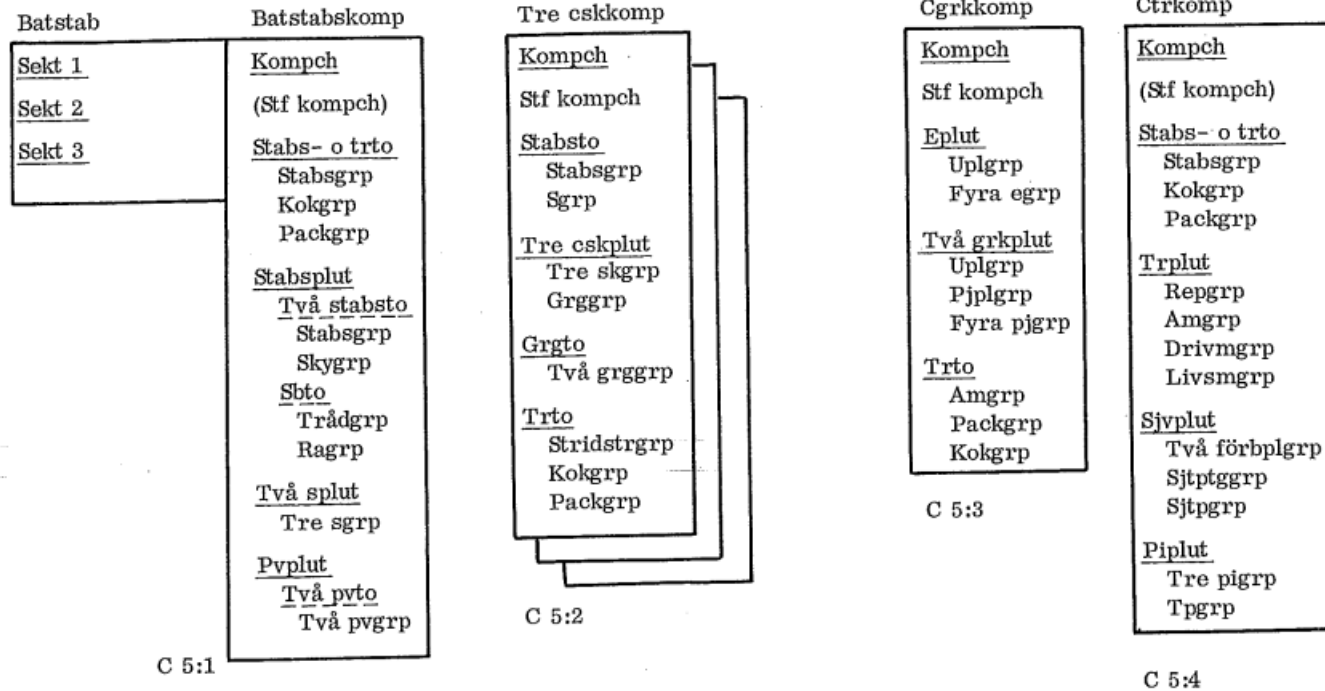 Batstab
Sekt 1
Sekt 2
Sekt 3
Batstabskomp
Kompch
(Stf kompch)
Stabs- o trto
Stabsgrp
Kokgrp
Packgrp
Stabsplut
Två stabsto
Stabsgrp
Skygrp
Sbto
Trådgrp
Ragrp
Två splut
Tre sgrp
Pvplut
Två pvto
Två pvgrp
C 5:1
Tre cskkomp
Kompch
Stf kompch
Stabsto
Stabsgrp
Sgrp
Tre cskplut
Tre skgrp
Grggrp
Grgto
Två grggrp
Trto
Stridstrgrp
Kokgrp
Packgrp
C 5:2
Cgrkkomp
Kompch
Stf kompch
Eplut
Uplgrp
Fyra egrp
Två grkplut
Uplgrp
Pjplgrp
Fyra pjgrp
Trto
Amgrp
Packgrp
Kokgrp
C 5:3
Ctrkomp
Kompch
(Stf kompch)
Stabs- o trto
Stabsgrp
Kokgrp
Packgrp
Trplut
Repgrp
Amgrp
Drivmgrp
Livsmgrp
Sjvplut
Två förbplgrp
Sjtptggrp
Sjtpgrp
Piplut
Tre pigrp
Tpgrp
C 5:4